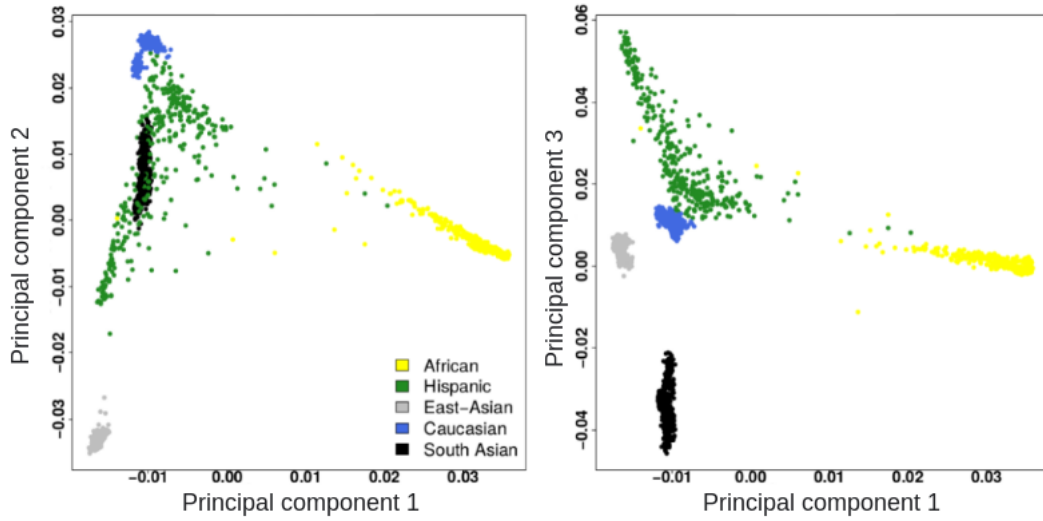 0.03
0.02
0.01
0.00
−0.01
−0.02
−0.03
Principal component 2
African
Hispanic
East−Asian
Caucasian
South Asian
−0.01 0.00 0.01 0.02 0.03
Principal component 1
0.06
0.04
0.02
0.00
−0.02
−0.04
Principal component 3
−0.01 0.00 0.01 0.02 0.03
Principal component 1